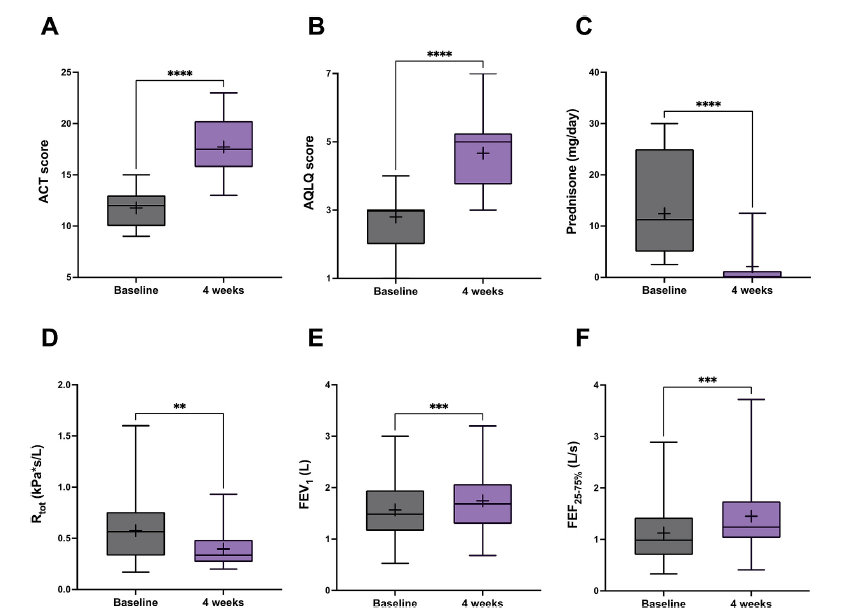 A
B
C
ACT score
25
20
15
10
5
****
Baseline
4 weeks
AQLQ score
7
5
3
1
****
Baseline
4 weeks
Prednisone (mg/day)
40
30
20
10
0
****
Baseline
4 weeks
D
E
F
Rtot (kPa*s/L)
2.0
1.5
1.0
0.5
0.0
**
Baseline
4 weeks
FEV1 (L)
4
3
2
1
0
***
Baseline
4 weeks
FEF25-75% (L/s)
4
3
2
1
0
***
Baseline
4 weeks